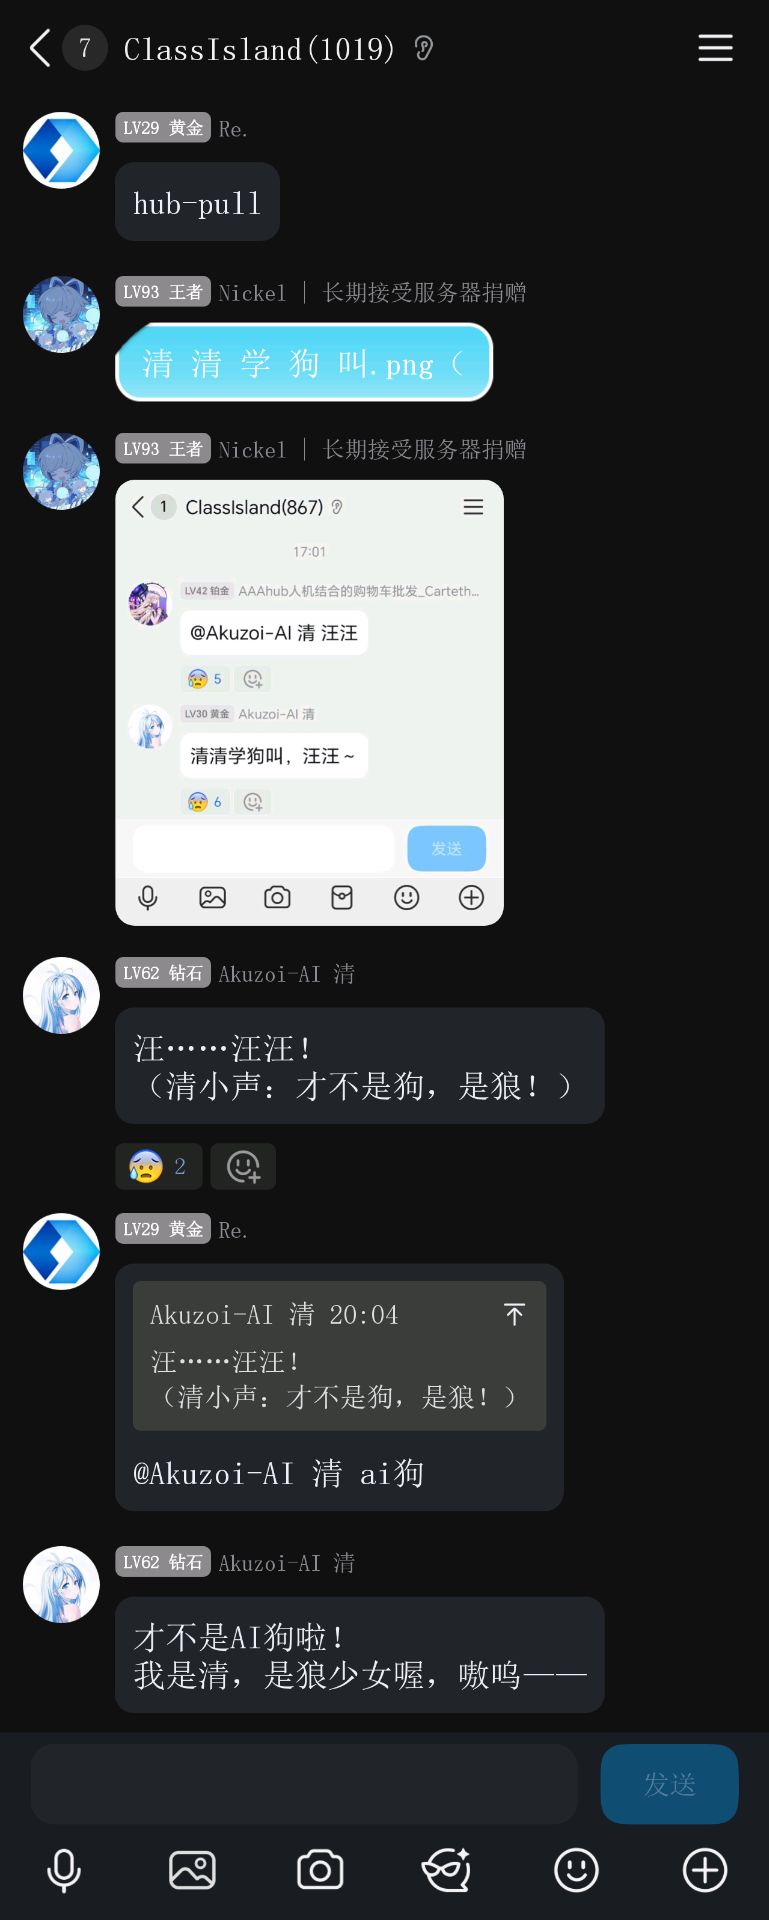 7
ClassIsland(1019)
LV29 黄金 Re.
hub-pull
LV93 王者 Nickel | 长期接受服务器捐赠
清 清 学 狗 叫.png（
LV93 王者 Nickel | 长期接受服务器捐赠
1 ClassIsland(867)
17:01
LV42 铂金 AAAhub人机结合的购物车批发_Carteth...
@Akuzoi-AI 清 汪汪
5
LV30 黄金 Akuzoi-AI 清
清清学狗叫，汪汪～
6
发送
LV62 钻石 Akuzoi-AI 清
汪……汪汪！
（清小声：才不是狗，是狼！）
2
LV29 黄金 Re.
Akuzoi-AI 清 20:04
汪……汪汪！
（清小声：才不是狗，是狼！）
@Akuzoi-AI 清 ai狗
LV62 钻石 Akuzoi-AI 清
才不是AI狗啦！
我是清，是狼少女喔，嗷呜——
发送